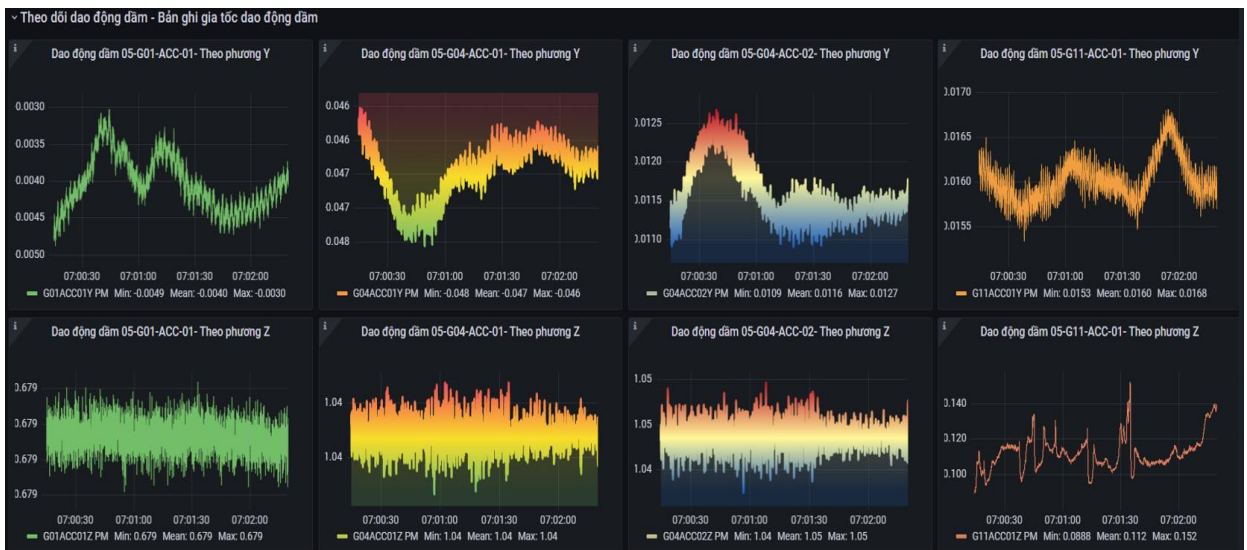 Theo dõi dao động dầm - Bản ghi gia tốc dao động dầm
Dao động dầm 05-G01-ACC-01- Theo phương Y
0.0030
0.0035
0.0040
0.0045
0.0050
07:00:30 07:01:00 07:01:30 07:02:00
G01ACC01Y PM Min: -0.0049 Mean: -0.0040 Max: -0.0030
Dao động dầm 05-G04-ACC-01- Theo phương Y
0.046
0.046
0.047
0.047
0.048
07:00:30 07:01:00 07:01:30 07:02:00
G04ACC01Y PM Min: -0.048 Mean: -0.047 Max: -0.046
Dao động dầm 05-G04-ACC-02- Theo phương Y
0.0125
0.0120
0.0115
0.0110
07:00:30 07:01:00 07:01:30 07:02:00
G04ACC02Y PM Min: 0.0109 Mean: 0.0116 Max: 0.0127
Dao động dầm 05-G11-ACC-01- Theo phương Y
0.0170
0.0165
0.0160
0.0155
07:00:30 07:01:00 07:01:30 07:02:00
G11ACC01Y PM Min: 0.0153 Mean: 0.0160 Max: 0.0168
Dao động dầm 05-G01-ACC-01- Theo phương Z
0.679
0.679
0.679
0.679
07:00:30 07:01:00 07:01:30 07:02:00
G01ACC01Z PM Min: 0.679 Mean: 0.679 Max: 0.679
Dao động dầm 05-G04-ACC-01- Theo phương Z
1.04
1.04
07:00:30 07:01:00 07:01:30 07:02:00
G04ACC01Z PM Min: 1.04 Mean: 1.04 Max: 1.04
Dao động dầm 05-G04-ACC-02- Theo phương Z
1.05
1.05
1.04
07:00:30 07:01:00 07:01:30 07:02:00
G04ACC02Z PM Min: 1.04 Mean: 1.05 Max: 1.05
Dao động dầm 05-G11-ACC-01- Theo phương Z
0.140
0.120
0.100
07:00:30 07:01:00 07:01:30 07:02:00
G11ACC01Z PM Min: 0.0888 Mean: 0.112 Max: 0.152